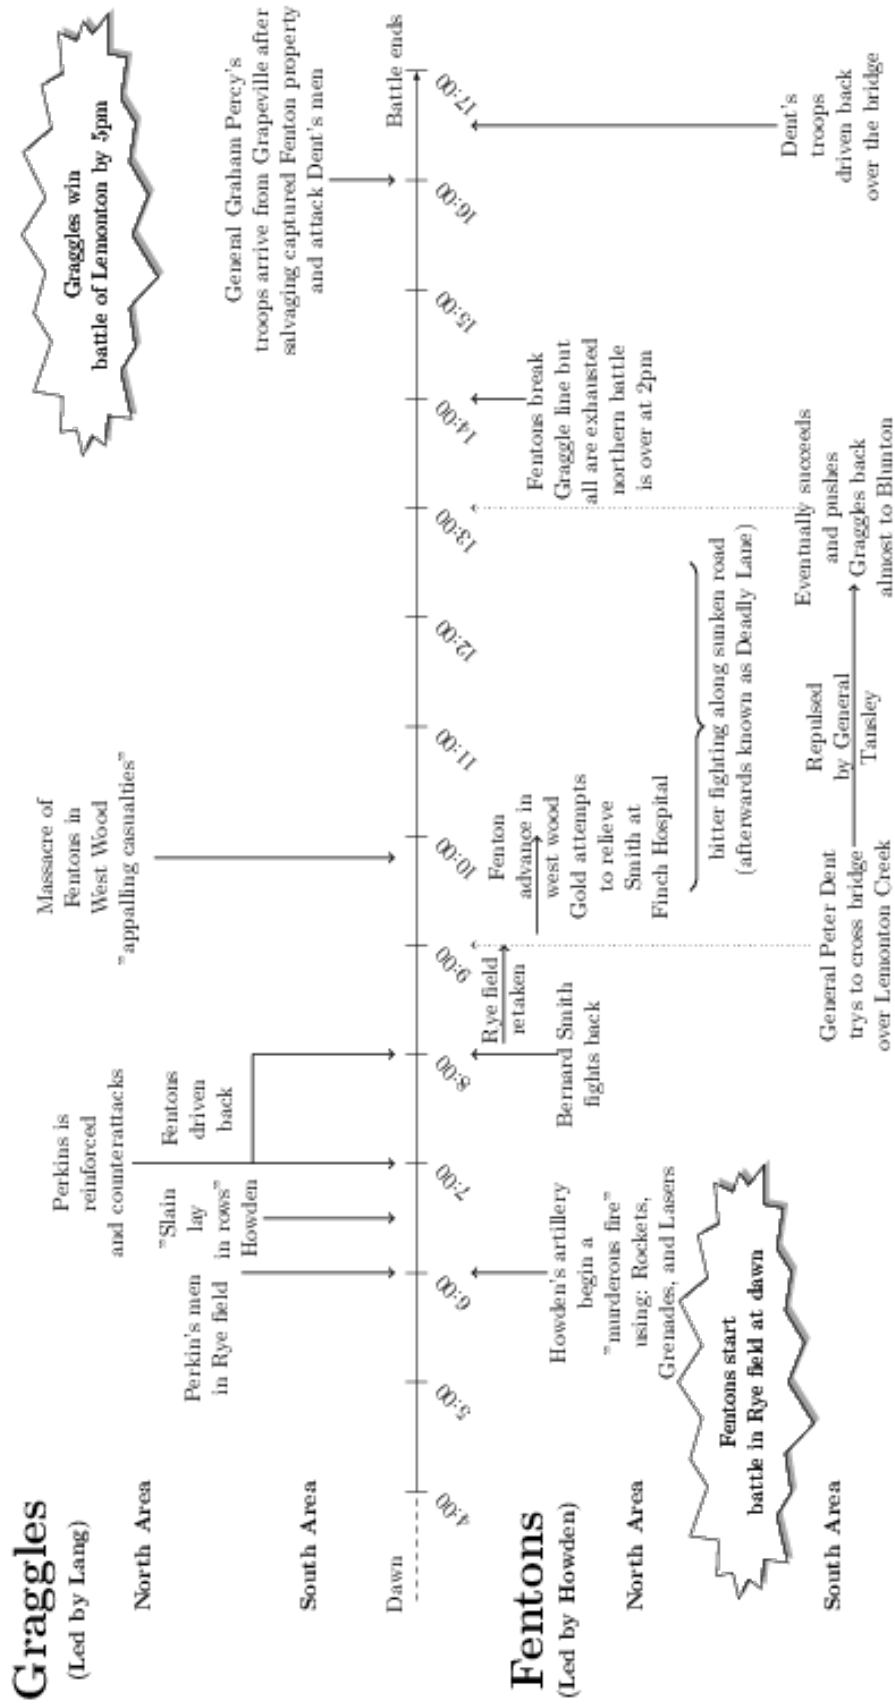 Graggles
(Led by Lang)
North Area
South Area
Perkin's men
in Rye field
"Slain
lay
in rows"
Howden
Perkins is
reinforced
and counterattacks
Fentons
driven
back
Massacre of
Fentons in
West Wood
"appalling casualties"
General Graham Percy's
troops arrive from Grapeville after
salvaging captured Fenton property
and attack Dent's men
Graggles win
battle of Lemonton by 5pm
Dawn
Battle ends
4:00
5:00
6:00
7:00
8:00
9:00
10:00
11:00
12:00
13:00
14:00
15:00
16:00
17:00
Fentons
(Led by Howden)
North Area
South Area
Fentons start
battle in Rye field at dawn
Howden's artillery
begin a
"murderous fire"
using: Rockets,
Grenades, and Lasers
Bernard Smith
fights back
Rye field
retaken
Fenton
advance in
west wood
Gold attempts
to relieve
Smith at
Finch Hospital
bitter fighting along sunken road
(afterwards known as Deadly Lane)
Fentons break
Graggle line but
all are exhausted
northern battle
is over at 2pm
General Peter Dent
trys to cross bridge
over Lemonton Creek
Repulsed
by General
Tansley
Eventually succeeds
and pushes
Graggles back
almost to Blunton
Dent's
troops
driven back
over the bridge